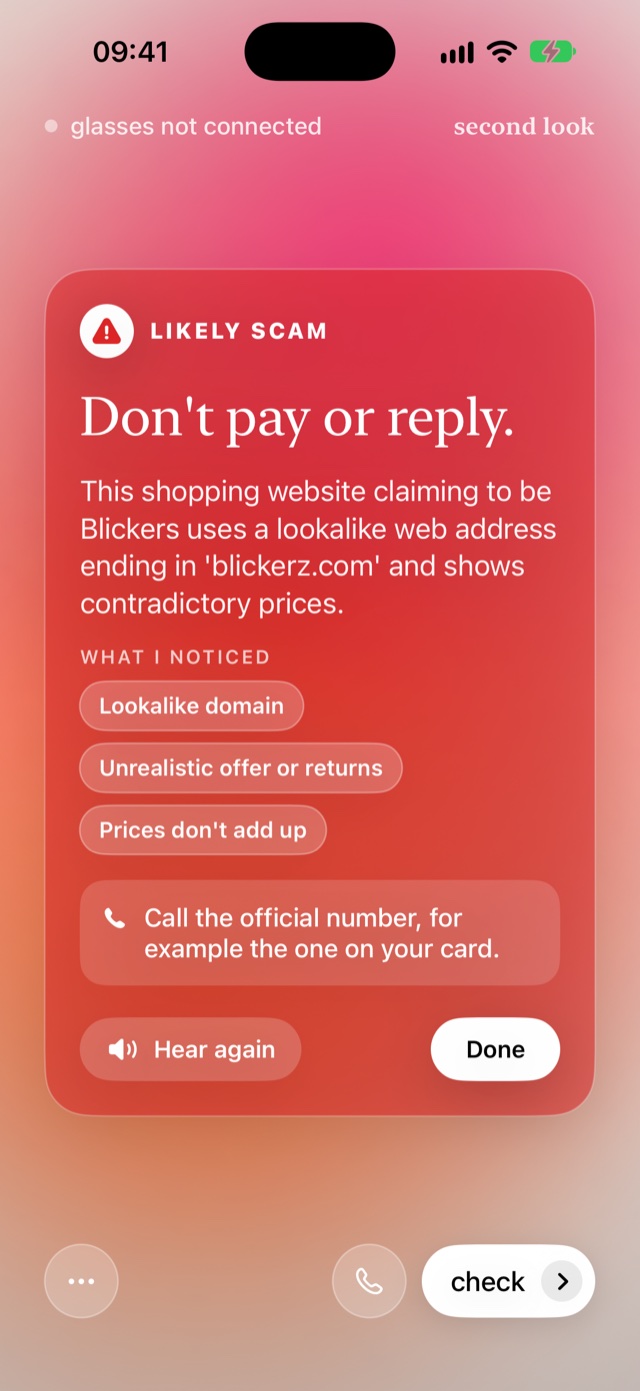 09:41
glasses not connected
second look
LIKELY SCAM
Don't pay or reply.
This shopping website claiming to be
Blickers uses a lookalike web address
ending in 'blickerz.com' and shows
contradictory prices.
WHAT I NOTICED
Lookalike domain
Unrealistic offer or returns
Prices don't add up
Call the official number, for
example the one on your card.
Hear again
Done
check